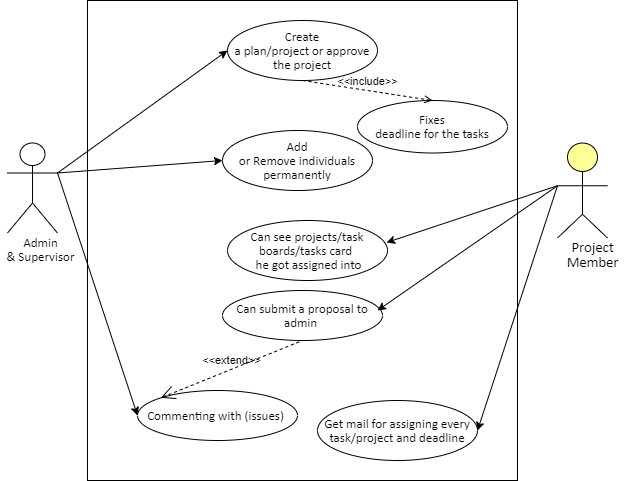 Create
a plan/project or approve
the project
<<include>>
Fixes
deadline for the tasks
Add
or Remove individuals
permanently
Admin
& Supervisor
Can see projects/task
boards/tasks card
he got assigned into
Project
Member
Can submit a proposal to
admin
<<extend>>
Commenting with (issues)
Get mail for assigning every
task/project and deadline